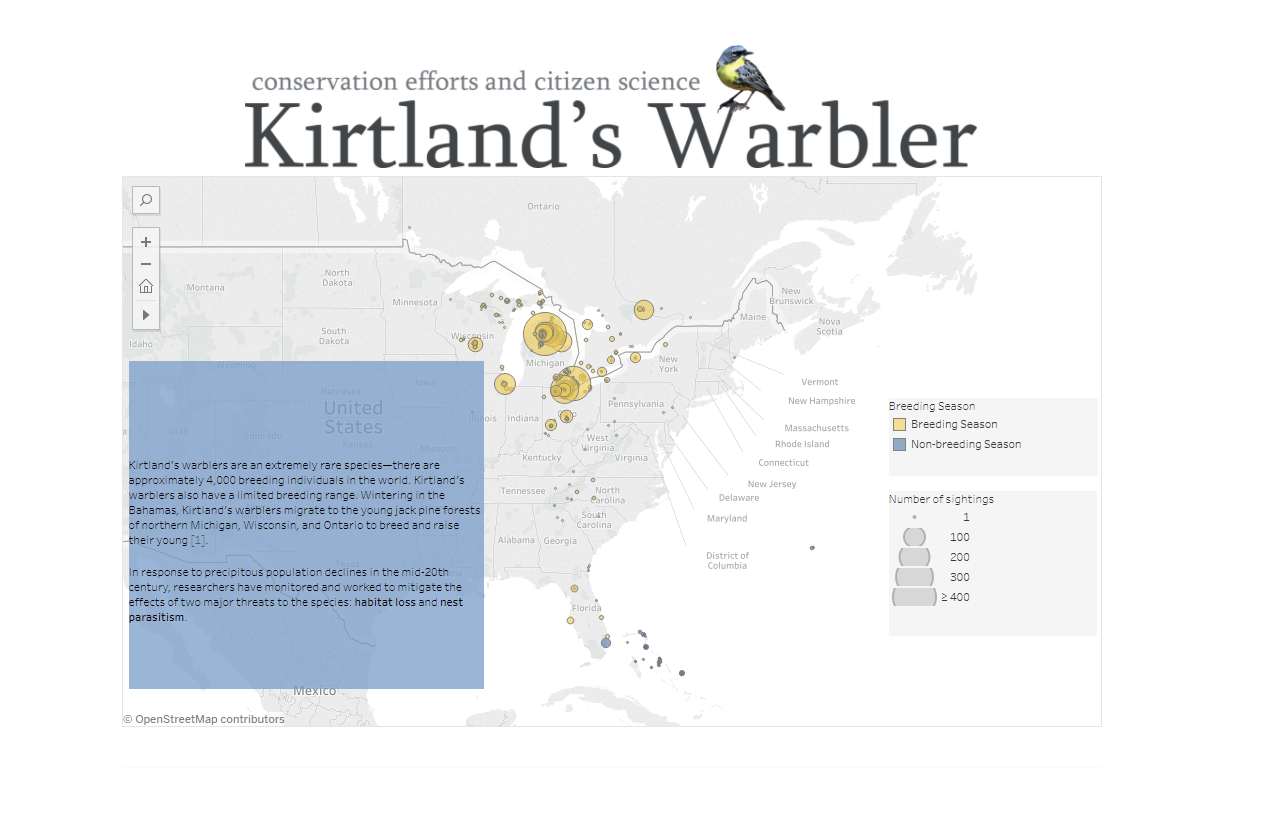 conservation efforts and citizen science
Kirtland's Warbler
Ontario
Montana
North
Dakota
Minnesota
New
Brunswick
Maine
Nova
Scotia
Idaho
South
Dakota
Wisconsin
Michigan
New
York
Wyoming
Vermont
New Hampshire
Nebraska
Iowa
Pennsylvania
United
States
Illinois
Indiana
Ohio
Massachusetts
Rhode Island
Utah
Colorado
Kansas
Missouri
West
Virginia
Kentucky
Virginia
Connecticut
New Jersey
Delaware
Tennessee
North
Carolina
Maryland
South
Carolina
Alabama
Georgia
District of
Columbia
Texas
Florida
Mexico
Kirtland's warblers are an extremely rare species—there are
approximately 4,000 breeding individuals in the world. Kirtland's
warblers also have a limited breeding range. Wintering in the
Bahamas, Kirtland's warblers migrate to the young jack pine forests
of northern Michigan, Wisconsin, and Ontario to breed and raise
their young [1].
In response to precipitous population declines in the mid-20th
century, researchers have monitored and worked to mitigate the
effects of two major threats to the species: habitat loss and nest
parasitism.
Breeding Season
Breeding Season
Non-breeding Season
Number of sightings
1
100
200
300
≥ 400
© OpenStreetMap contributors